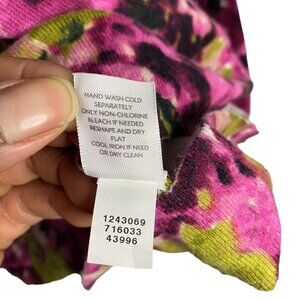 HAND WASH COLD
SEPARATELY
ONLY NON-CHLORINE
BLEACH IF NEEDED
RESHAPE AND DRY
FLAT
COOL IRON IF NEED
OR DRY CLEAN
1243069
716033
43996